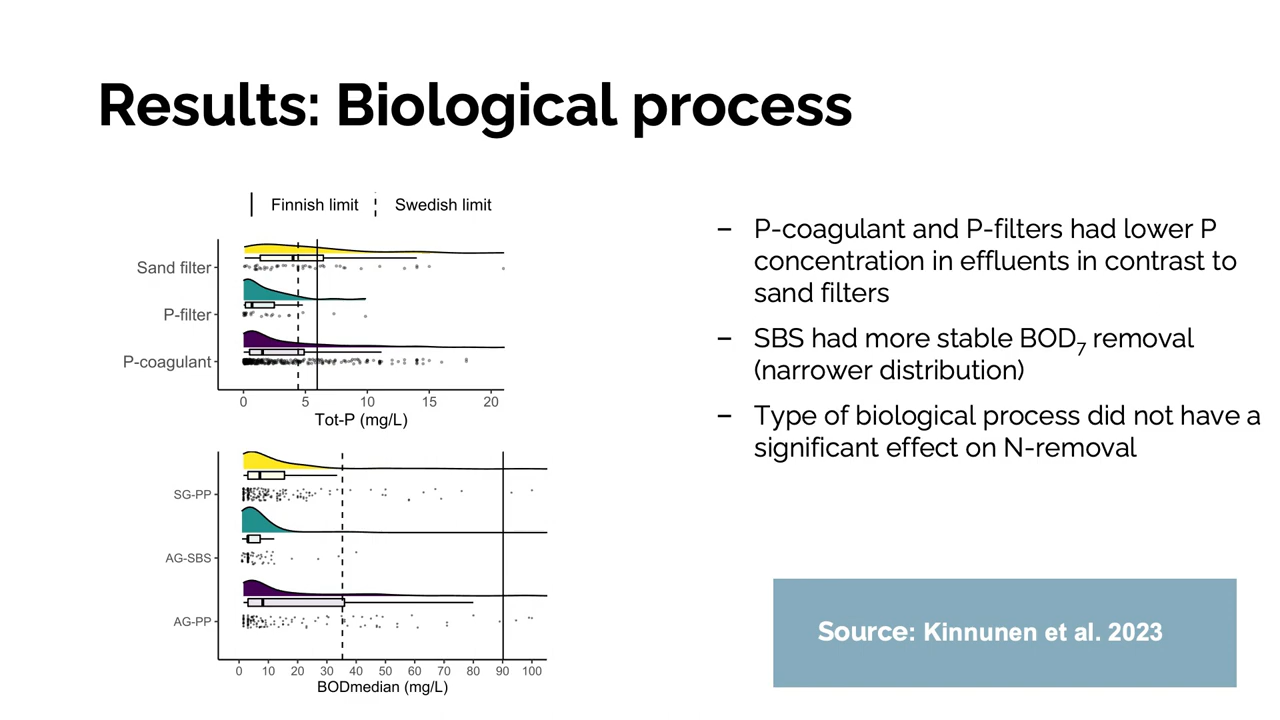 Results: Biological process
Finnish limit
Swedish limit
Sand filter
P-filter
P-coagulant
0 5 10 15 20
Tot-P (mg/L)
SG-PP
AG-SBS
AG-PP
0 10 20 30 40 50 60 70 80 90 100
BODmedian (mg/L)
– P-coagulant and P-filters had lower P
concentration in effluents in contrast to
sand filters
– SBS had more stable BOD₇ removal
(narrower distribution)
– Type of biological process did not have a
significant effect on N-removal
Source: Kinnunen et al. 2023